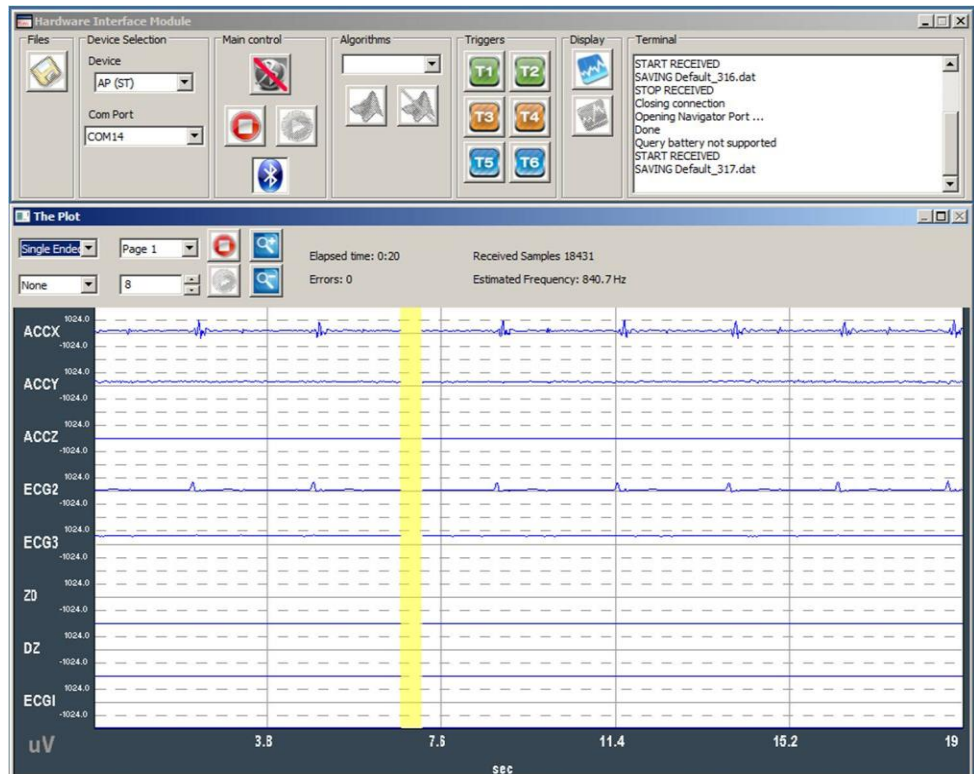 Hardware Interface Module
Files
Device Selection
Main control
Algorithms
Triggers
Display
Terminal
Device
AP (ST)
Com Port
COM14
T1 T2
T3 T4
T5 T6
START RECEIVED
SAVING Default_316.dat
STOP RECEIVED
Closing connection
Opening Navigator Port ...
Done
Query battery not supported
START RECEIVED
SAVING Default_317.dat
The Plot
Single Ended
Page 1
None
8
Elapsed time: 0:20
Received Samples 18431
Errors: 0
Estimated Frequency: 840.7 Hz
1024.0
ACCX
-1024.0
1024.0
ACCY
-1024.0
1024.0
ACCZ
-1024.0
1024.0
ECG2
-1024.0
1024.0
ECG3
-1024.0
1024.0
Z0
-1024.0
1024.0
DZ
-1024.0
1024.0
ECG1
-1024.0
uV
3.8 7.6 11.4 15.2 19
sec